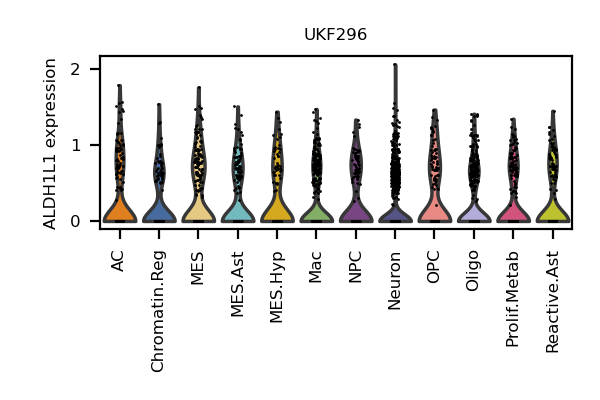 UKF296
ALDH1L1 expression
2
1
0
AC
Chromatin.Reg
MES
MES.Ast
MES.Hyp
Mac
NPC
Neuron
OPC
Oligo
Prolif.Metab
Reactive.Ast